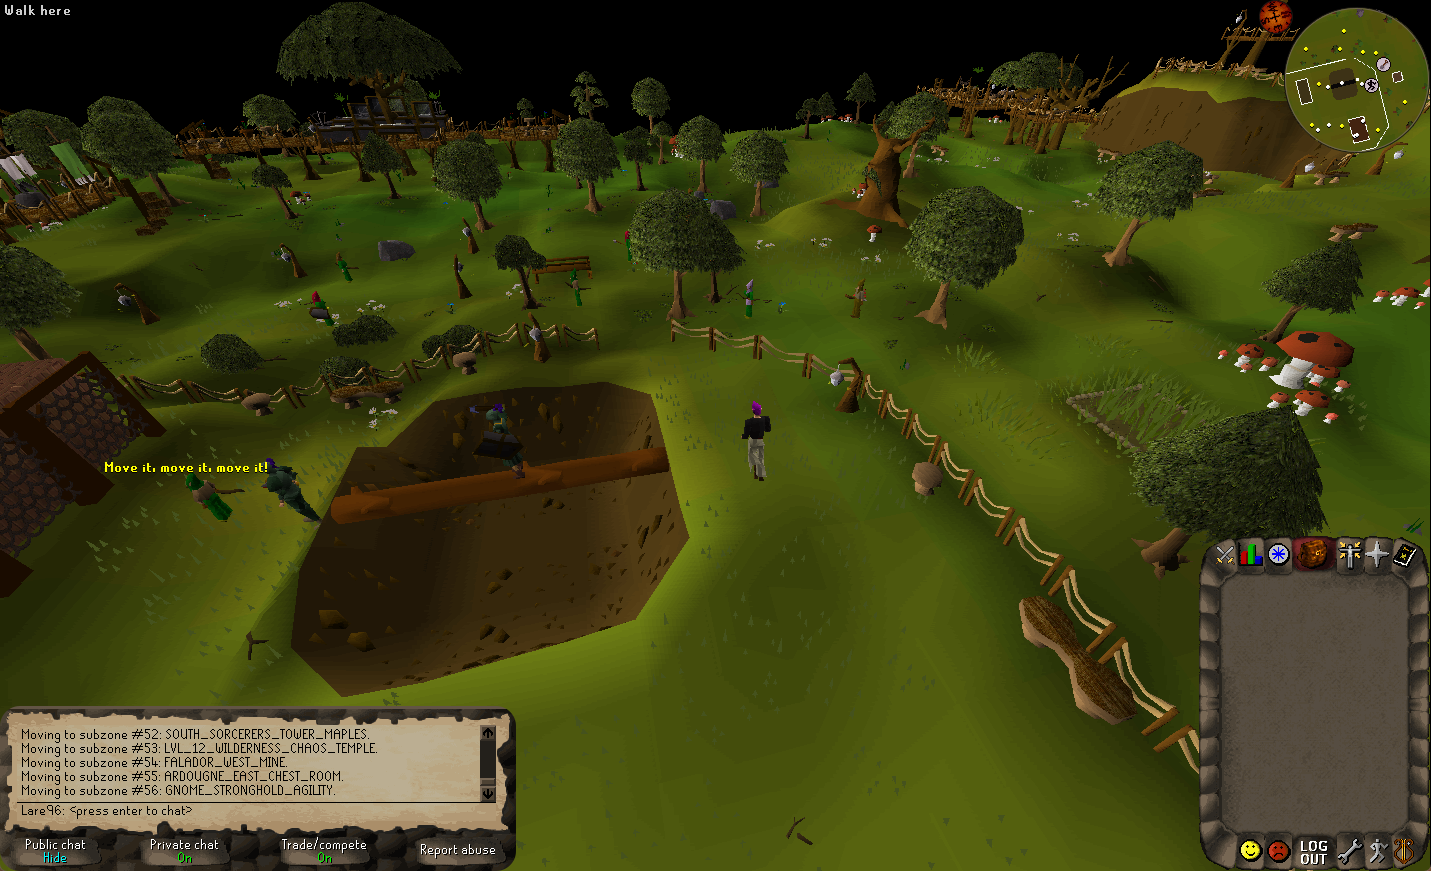 Walk here
Move it, move it, move it!
Moving to subzone #52: SOUTH_SORCERERS_TOWER_MAPLES.
Moving to subzone #53: LVL_12_WILDERNESS_CHAOS_TEMPLE.
Moving to subzone #54: FALADOR_WEST_MINE.
Moving to subzone #55: ARDOUGNE_EAST_CHEST_ROOM.
Moving to subzone #56: GNOME_STRONGHOLD_AGILITY.
Lare96: <press enter to chat>
Public chat
Hide
Private chat
On
Trade/compete
On
Report abuse
LOG
OUT